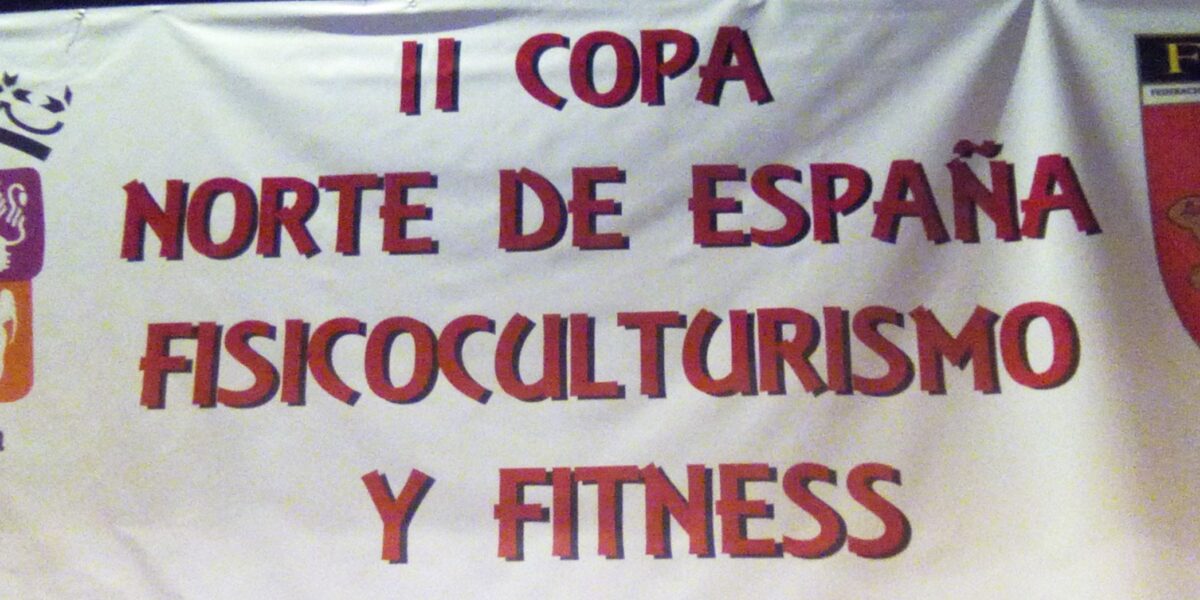 II COPA
NORTE DE ESPAÑA
FISICOCULTURISMO
Y FITNESS